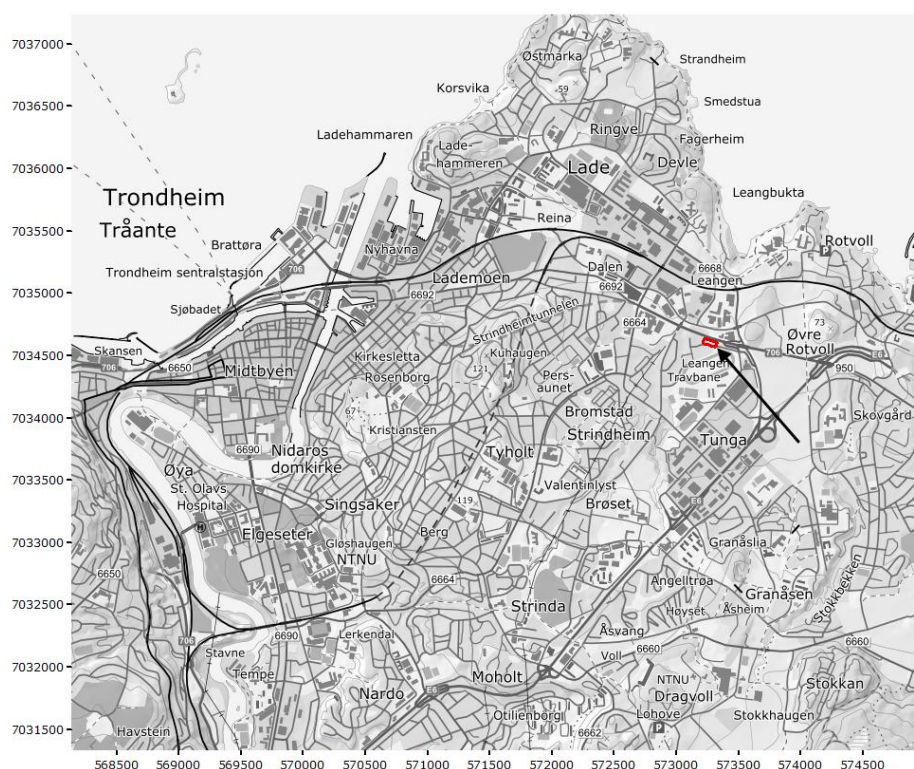 7037000
7036500
7036000
7035500
7035000
7034500
7034000
7033500
7033000
7032500
7032000
7031500
Østmarka
59
Strandheim
Korsvika
Smedstua
Ringve
Ladehammaren
Fagerheim
Lade-
hammeren
Lade
Devle
Trondheim
Leangbukta
Tråante
Reina
Brattøra
Nyhavna
Rotvoll
Trondheim sentralstasjon
706
Lademoen
Dalen
6668
Leangen
6692
6692
Sjøbadet
Strindheimtunnelen
6664
73
Øvre
Rotvoll
Skansen
706
6650
Midtbyen
Kirkesletta
Rosenborg
Kuhaugen
121
Pers-
aunet
Leangen
Travbane
706
E6
950
67
Kristiansten
Bromstad
Strindheim
Skovgård
6690
Nidaros
domkirke
Tyholt
Tunga
Øya
St. Olavs
Hospital
Singsaker
119
Valentinlyst
Brøset
E6
H
Elgeseter
Gløshaugen
NTNU
Berg
Granåslia
6650
6664
Angelltrøa
Granåsen
Stokkbekken
Strinda
Høyset
Åsheim
706
6690
Lerkendal
Åsvang
Stavne
Voll
6660
6660
Tempe
Nardo
E6
Moholt
NTNU
Dragvoll
Stokkan
Otilienborg
Lohove
Stokkhaugen
Havstein
6662
P
568500
569000
569500
570000
570500
571000
571500
572000
572500
573000
573500
574000
574500